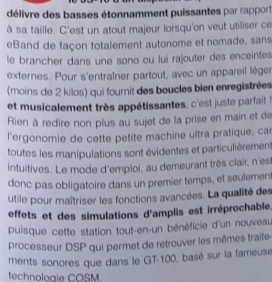 délivre des basses étonnamment puissantes par rapport
à sa taille. C'est un atout majeur lorsqu'on veut utiliser ce
eBand de façon totalement autonome et nomade, sans
le brancher dans une sono ou lui rajouter des enceintes
externes. Pour s'entraîner partout, avec un appareil léger
(moins de 2 kilos) qui fournit des boucles bien enregistrées
et musicalement très appétissantes, c'est juste parfait !
Rien à redire non plus au sujet de la prise en main et de
l'ergonomie de cette petite machine ultra pratique, car
toutes les manipulations sont évidentes et particulièrement
intuitives. Le mode d'emploi, au demeurant très clair, n'est
donc pas obligatoire dans un premier temps, et seulement
utile pour maîtriser les fonctions avancées. La qualité des
effets et des simulations d'amplis est irréprochable,
puisque cette station tout-en-un bénéficie d'un nouveau
processeur DSP qui permet de retrouver les mêmes traite-
ments sonores que dans le GT-100, basé sur la fameuse
technologie COSM.